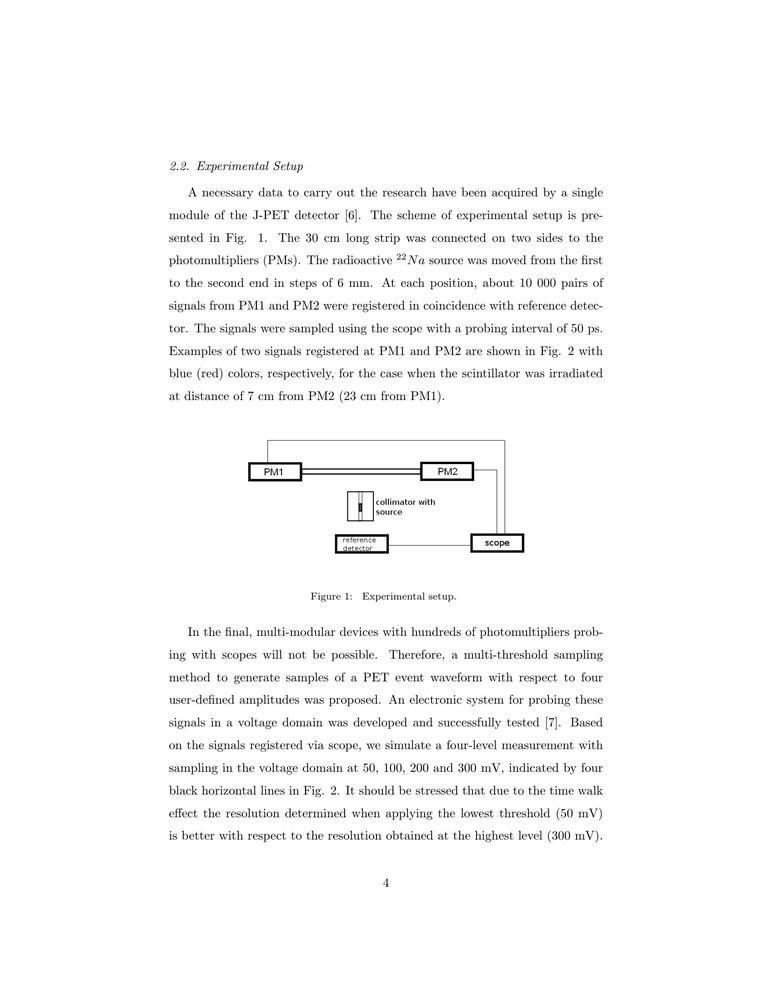 2.2. Experimental Setup
A necessary data to carry out the research have been acquired by a single
module of the J-PET detector [6]. The scheme of experimental setup is pre-
sented in Fig. 1. The 30 cm long strip was connected on two sides to the
photomultipliers (PMs). The radioactive ²²Na source was moved from the first
to the second end in steps of 6 mm. At each position, about 10 000 pairs of
signals from PM1 and PM2 were registered in coincidence with reference detec-
tor. The signals were sampled using the scope with a probing interval of 50 ps.
Examples of two signals registered at PM1 and PM2 are shown in Fig. 2 with
blue (red) colors, respectively, for the case when the scintillator was irradiated
at distance of 7 cm from PM2 (23 cm from PM1).
PM1
PM2
collimator with
source
reference
detector
scope
Figure 1: Experimental setup.
In the final, multi-modular devices with hundreds of photomultipliers prob-
ing with scopes will not be possible. Therefore, a multi-threshold sampling
method to generate samples of a PET event waveform with respect to four
user-defined amplitudes was proposed. An electronic system for probing these
signals in a voltage domain was developed and successfully tested [7]. Based
on the signals registered via scope, we simulate a four-level measurement with
sampling in the voltage domain at 50, 100, 200 and 300 mV, indicated by four
black horizontal lines in Fig. 2. It should be stressed that due to the time walk
effect the resolution determined when applying the lowest threshold (50 mV)
is better with respect to the resolution obtained at the highest level (300 mV).
4